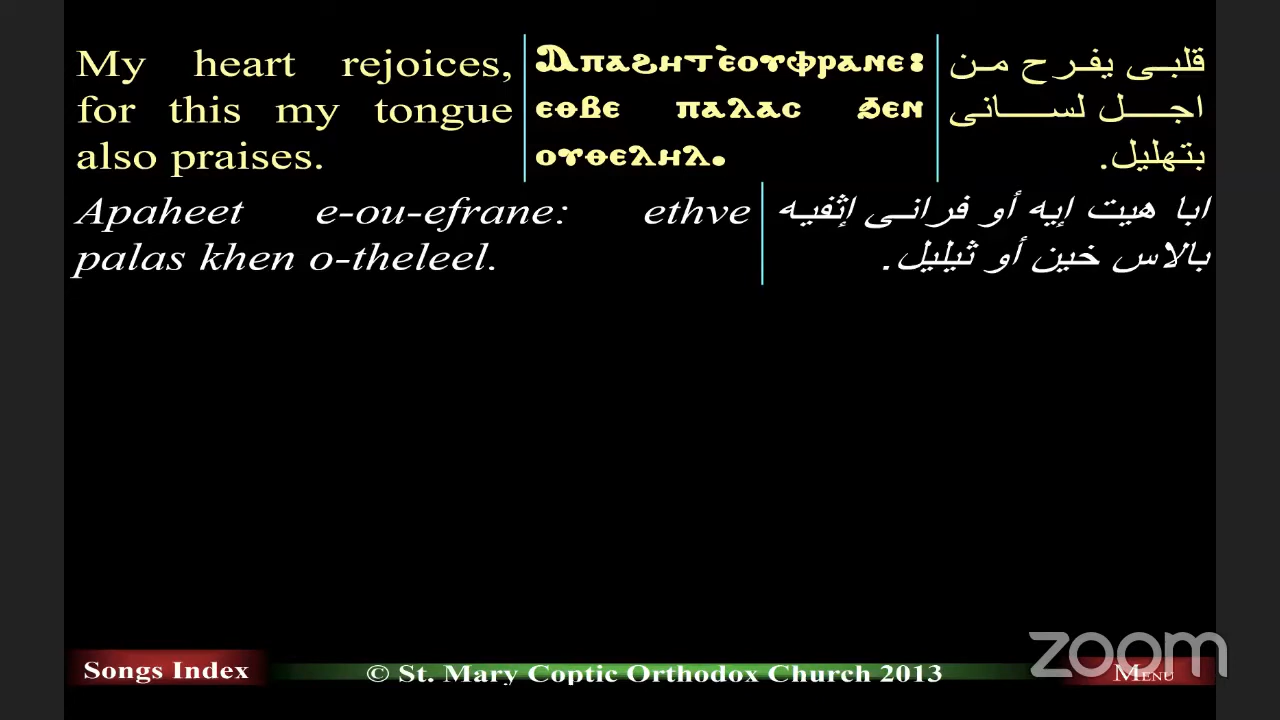 My heart rejoices,
for this my tongue
also praises.
Ⲁⲡⲁϩⲏⲧⲉ̀ⲟⲩⲫⲣⲁⲛⲉ:
ⲉⲑⲃⲉ ⲡⲁⲗⲁⲥ ϧⲉⲛ
ⲟⲩⲑⲉⲗⲏⲗ.
قلبى يفرح من
اجل لسانى
بتهليل.
Apaheet e-ou-efrane: ethve
palas khen o-theleel.
ابا هيت إيه أو فرانى إثفيه
بالاس خين أو ثيليل.
Songs Index
© St. Mary Coptic Orthodox Church 2013
MENU
zoom